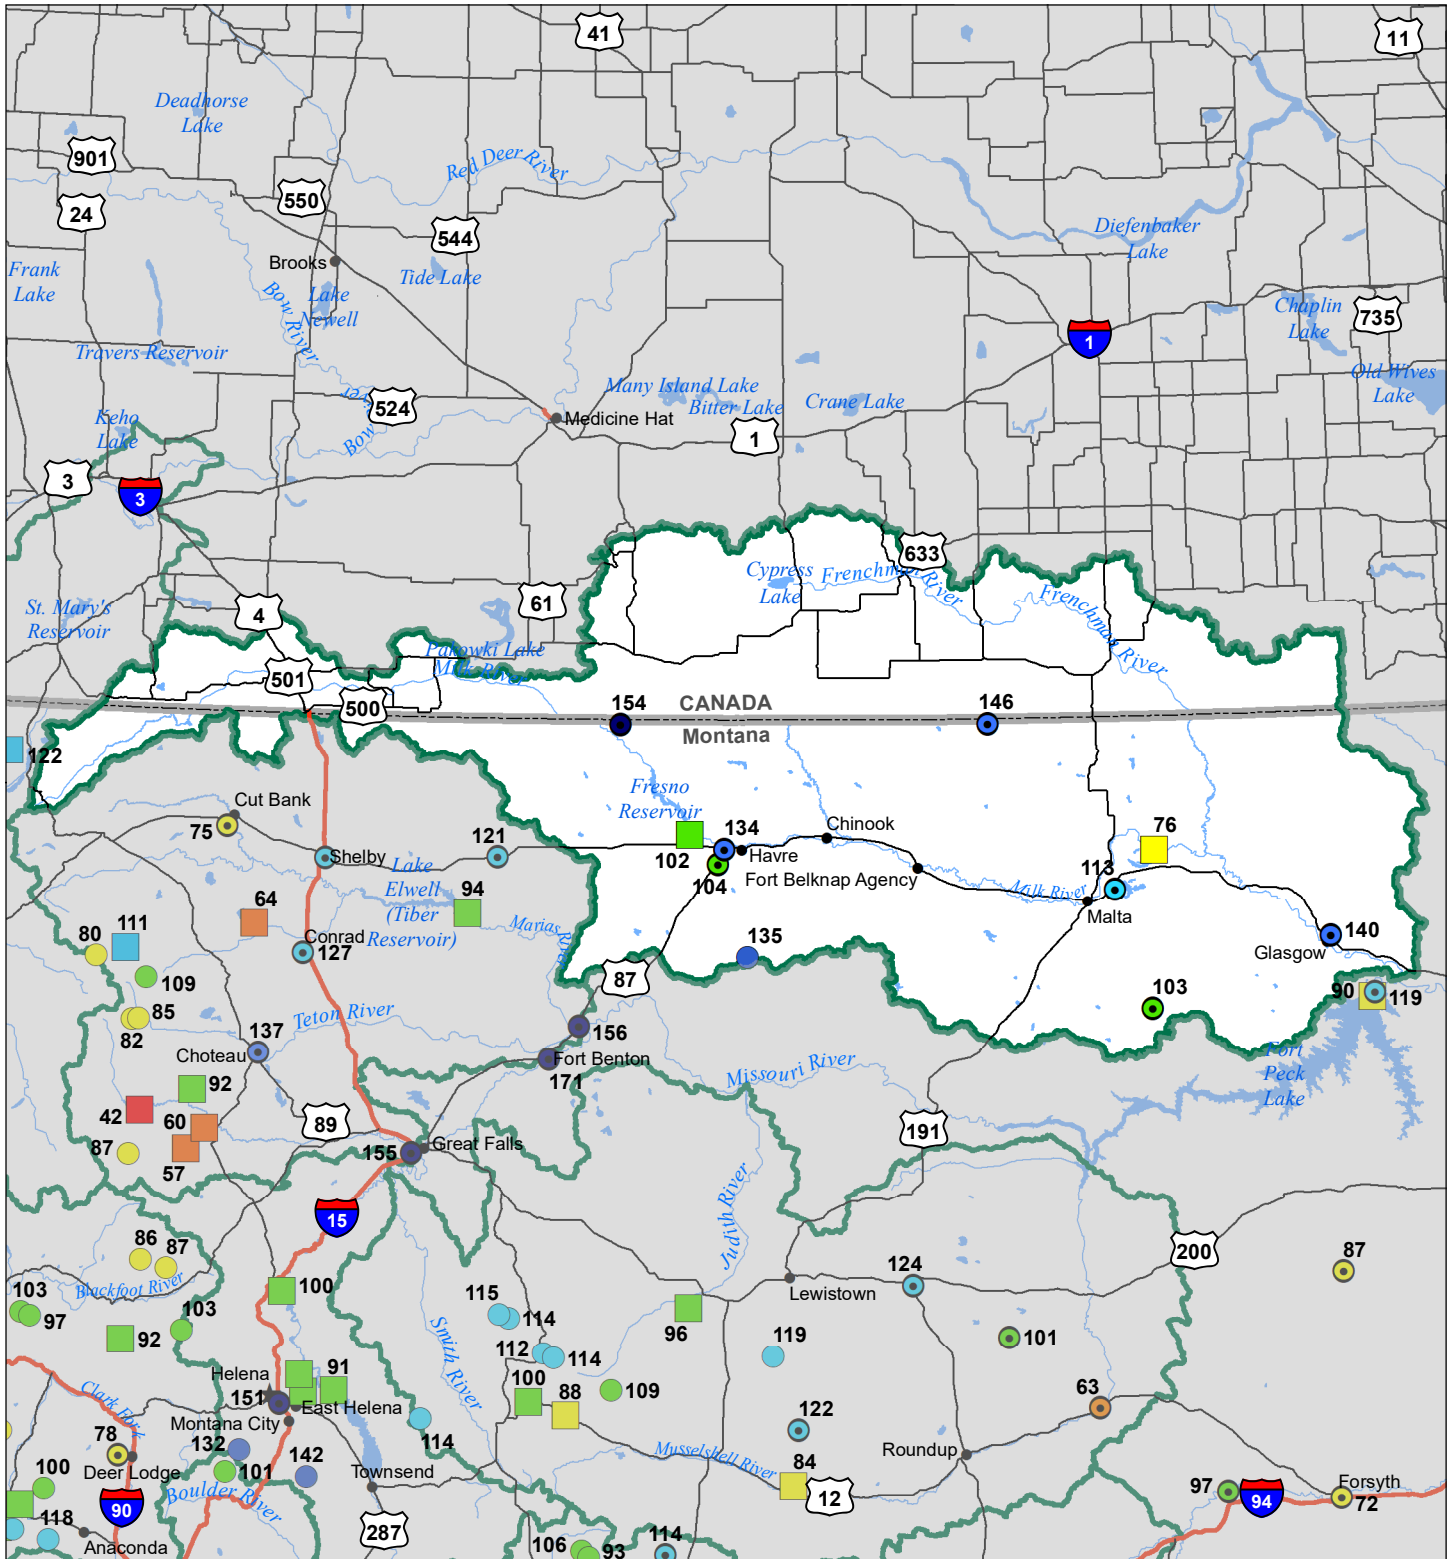 41
11
Deadhorse
Lake
901
Red Deer River
550
24
544
Diefenbaker
Lake
Brooks
Frank
Lake
Tide Lake
Bow River
Lake
Newell
Chaplin
Lake
735
1
Travers Reservoir
Old Wives
Lake
Many Island Lake
Bitter Lake
Crane Lake
524
Keho
Lake
Medicine Hat
Bow
1
3
3
633
Cypress
Lake
Frenchman River
Frenchman River
61
4
St. Mary's
Reservoir
Pakowki Lake
Milk River
501
500
154
CANADA
146
Montana
122
Fresno
Reservoir
Cut Bank
75
121
134
Chinook
76
Shelby
102
Havre
104
Fort Belknap Agency
113
Lake
Elwell
(Tiber
Reservoir)
94
Milk River
Malta
64
Marias River
111
80
Conrad
127
140
Glasgow
135
109
87
103
90
119
85
82
Teton River
156
137
Choteau
Fort Benton
171
Missouri River
Fort
Peck
Lake
92
42
60
89
191
87
57
155
Great Falls
Judith River
15
86
87
200
87
124
Blackfoot River
103
97
100
Lewistown
103
115
114
96
92
Smith River
101
112
114
119
Helena
91
100
109
63
151
East Helena
88
Clark Fork
Montana City
114
122
78
132
Musselshell River
Roundup
Deer Lodge
101
142
Townsend
84
12
100
Boulder River
97
94
Forsyth
72
90
118
287
Anaconda
106
93
114